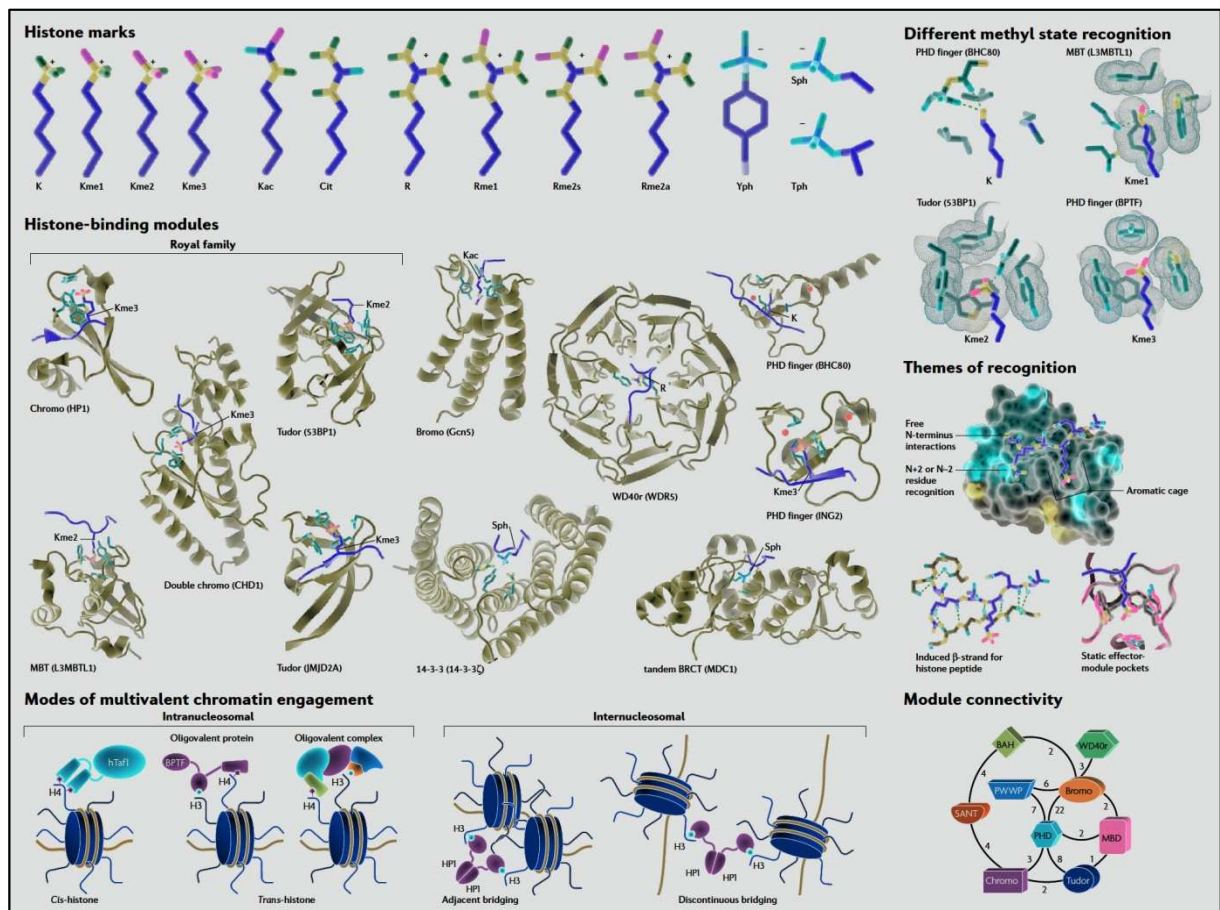 Histone marks
K
Kme1
Kme2
Kme3
Kac
Cit
R
Rme1
Rme2s
Rme2a
Yph
Sph
Tph
+
+
+
+
+
+
+
+
−
−
−
Different methyl state recognition
PHD finger (BHC80)
MBT (L3MBTL1)
K
Kme1
Tudor (53BP1)
PHD finger (BPTF)
Kme2
Kme3
Histone-binding modules
Royal family
Kme3
Chromo (HP1)
Kme2
Tudor (53BP1)
Kme3
Double chromo (CHD1)
Kme2
MBT (L3MBTL1)
Kme3
Tudor (JMJD2A)
Kac
Bromo (Gcn5)
R
WD40r (WDR5)
K
PHD finger (BHC80)
Kme3
PHD finger (ING2)
Sph
14-3-3 (14-3-3ζ)
Sph
tandem BRCT (MDC1)
Themes of recognition
Free
N-terminus
interactions
N+2 or N−2
residue
recognition
Aromatic cage
Induced β-strand for
histone peptide
Static effector-
module pockets
Modes of multivalent chromatin engagement
Intranucleosomal
hTaf1
H4
Cis-histone
Oligovalent protein
BPTF
H4
H3
Oligovalent complex
H3
H4
Trans-histone
Internucleosomal
H3
HP1
HP1
H3
Adjacent bridging
H3
HP1
HP1
H3
Discontinuous bridging
Module connectivity
BAH
2
WD40r
3
4
PWWP
6
Bromo
SANT
7
22
2
PHD
2
MBD
4
3
8
1
Chromo
2
Tudor